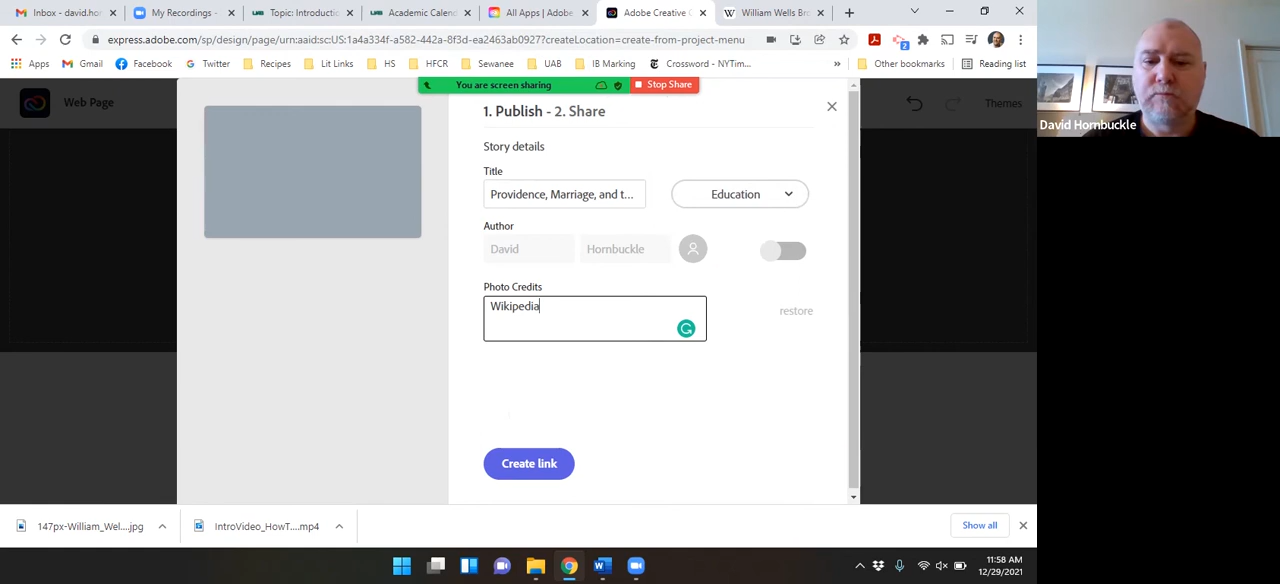 Inbox - david.hor
My Recordings -
Topic: Introducti
Academic Calend
All Apps | Adobe
Adobe Creative C
William Wells Bro
express.adobe.com/sp/design/page/urn:aaid:sc:US:1a4a334f-a582-442a-8f3d-ea2463ab0927?createLocation=create-from-project-menu
Apps
Gmail
Facebook
Twitter
Recipes
Lit Links
HS
HFCR
Sewanee
UAB
IB Marking
Crossword - NYTim...
»
Other bookmarks
Reading list
You are screen sharing
Stop Share
Web Page
Themes
1. Publish - 2. Share
Story details
Title
Providence, Marriage, and t...
Education
Author
David
Hornbuckle
Photo Credits
Wikipedia
restore
Create link
David Hornbuckle
147px-William_Wel....jpg
IntroVideo_HowT....mp4
Show all
11:58 AM
12/29/2021